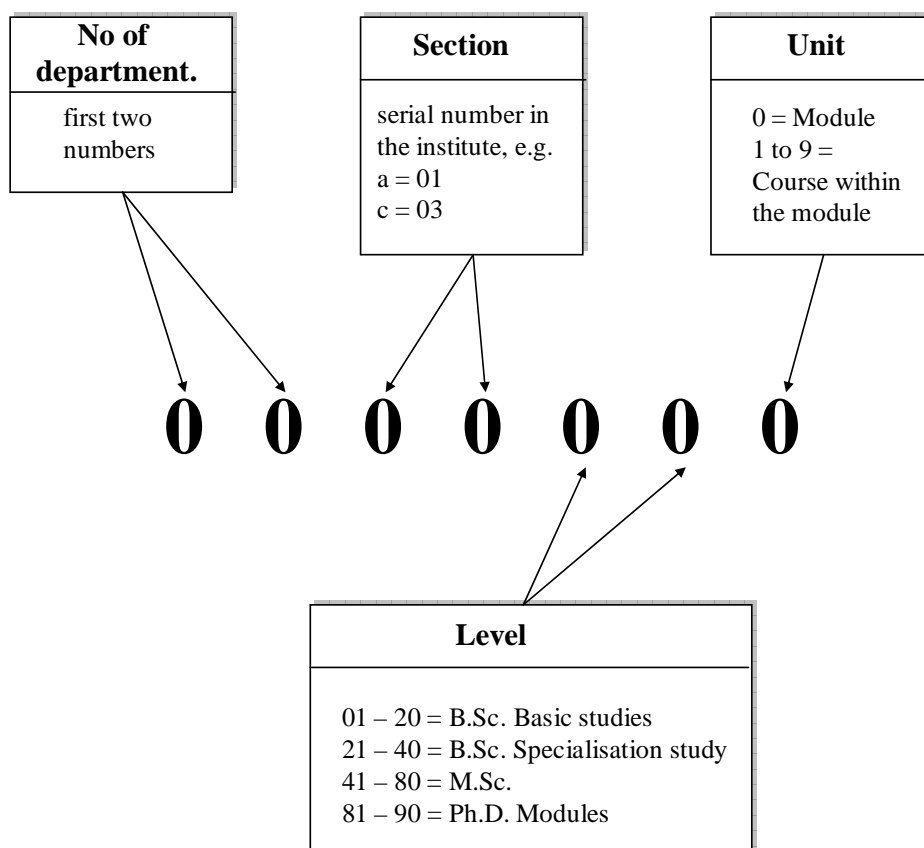 No of
department.
first two
numbers
Section
serial number in
the institute, e.g.
a = 01
c = 03
Unit
0 = Module
1 to 9 =
Course within
the module
0 0 0 0 0 0 0
Level
01 – 20 = B.Sc. Basic studies
21 – 40 = B.Sc. Specialisation study
41 – 80 = M.Sc.
81 – 90 = Ph.D. Modules